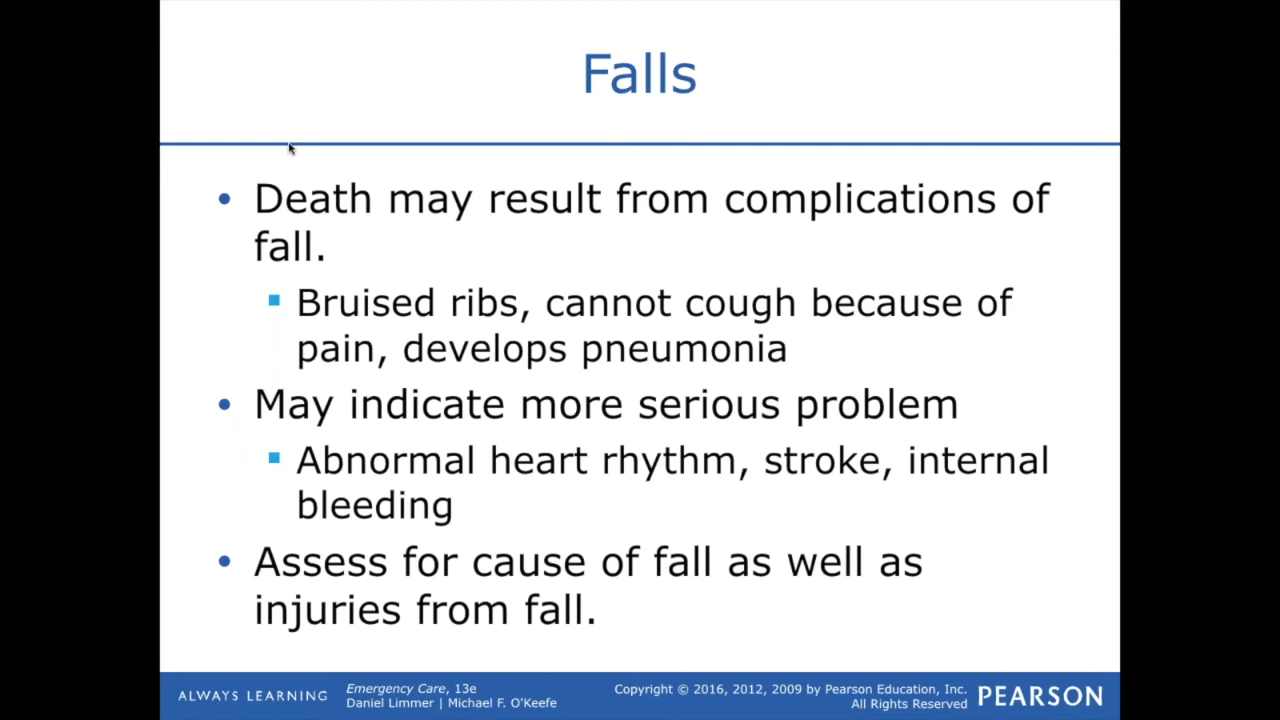 Falls
• Death may result from complications of
fall.
▪ Bruised ribs, cannot cough because of
pain, develops pneumonia
• May indicate more serious problem
▪ Abnormal heart rhythm, stroke, internal
bleeding
• Assess for cause of fall as well as
injuries from fall.
ALWAYS LEARNING
Emergency Care, 13e
Daniel Limmer | Michael F. O'Keefe
Copyright © 2016, 2012, 2009 by Pearson Education, Inc.
All Rights Reserved
PEARSON